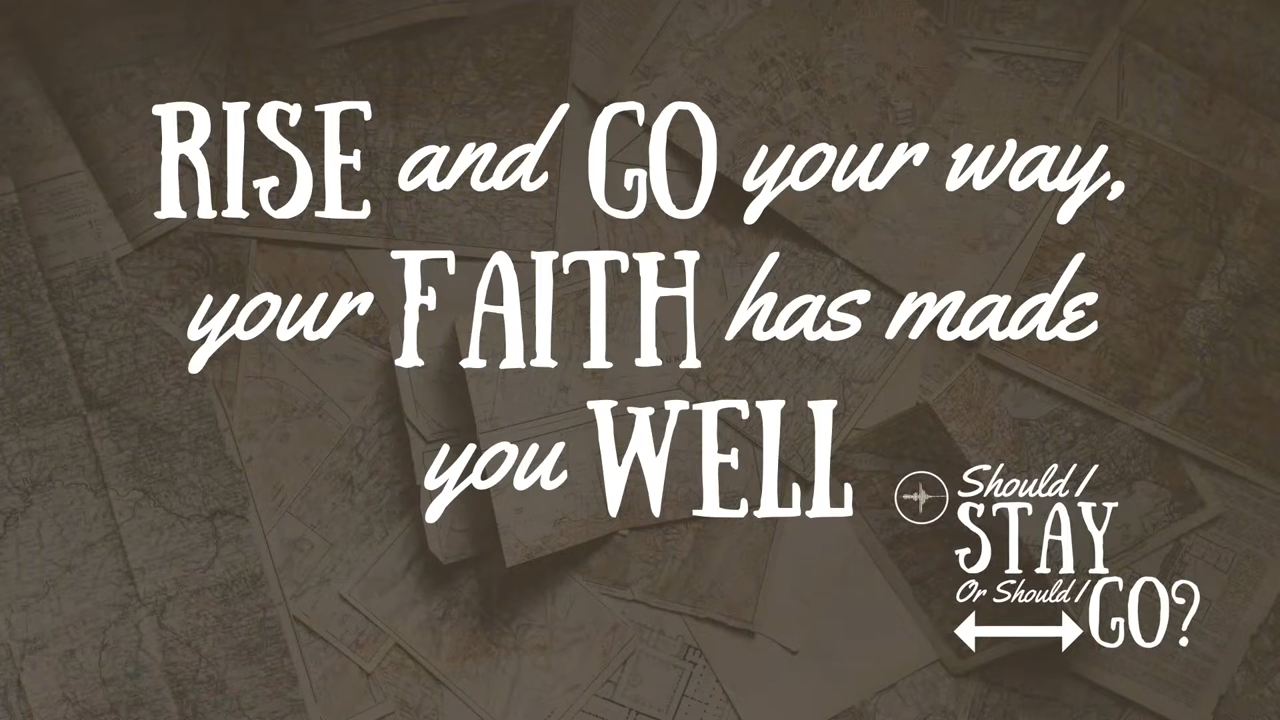 RISE and GO your way,
your FAITH has made
you WELL
Should I
STAY
Or Should I GO?